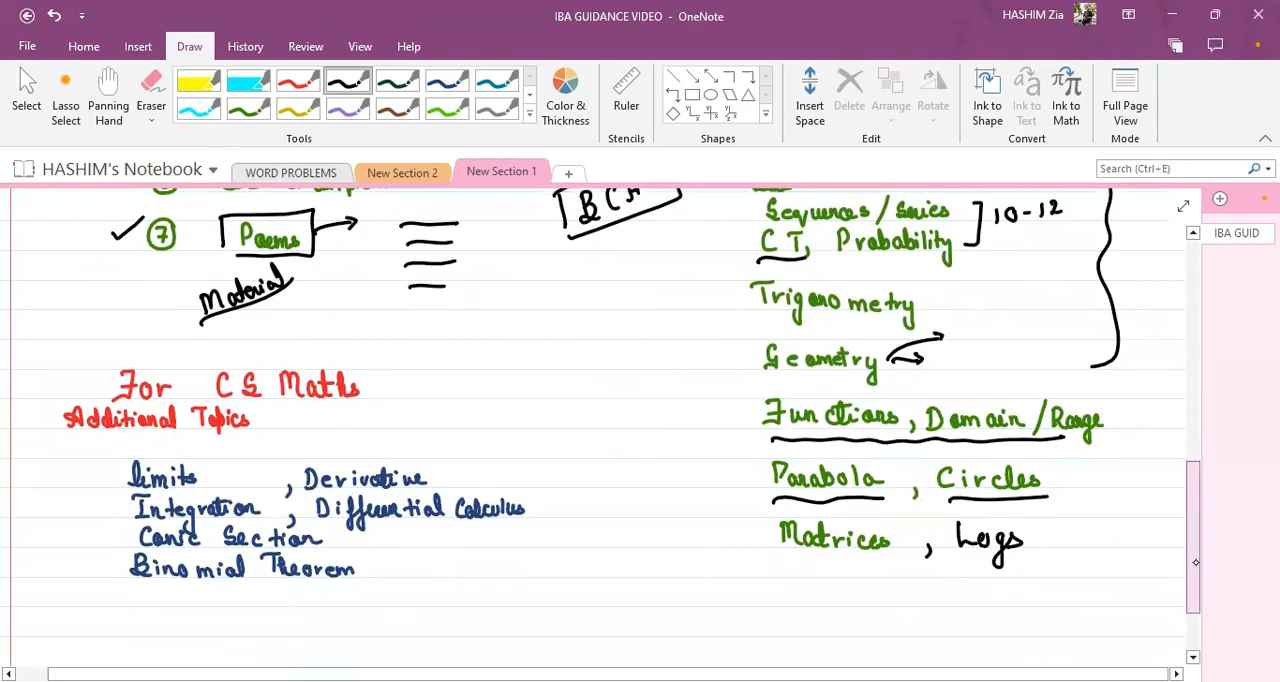 IBA GUIDANCE VIDEO - OneNote
HASHIM Zia
File Home Insert Draw History Review View Help
Select
Lasso Select
Panning Hand
Eraser
Color & Thickness
Ruler
Insert Space
Delete
Arrange
Rotate
Ink to Shape
Ink to Text
Ink to Math
Full Page View
Tools
Stencils
Shapes
Edit
Convert
Mode
HASHIM's Notebook
WORD PROBLEMS
New Section 2
New Section 1
Search (Ctrl+E)
IBA GUID
7 Poems
Material
For CS Maths
Additional Topics
Limits , Derivative
Integration , Differential Calculus
Conic Section
Binomial Theorem
Sequences / Series
CT, Probability
10-12
Trigonometry
Geometry
Functions, Domain / Range
Parabola , Circles
Matrices , Logs